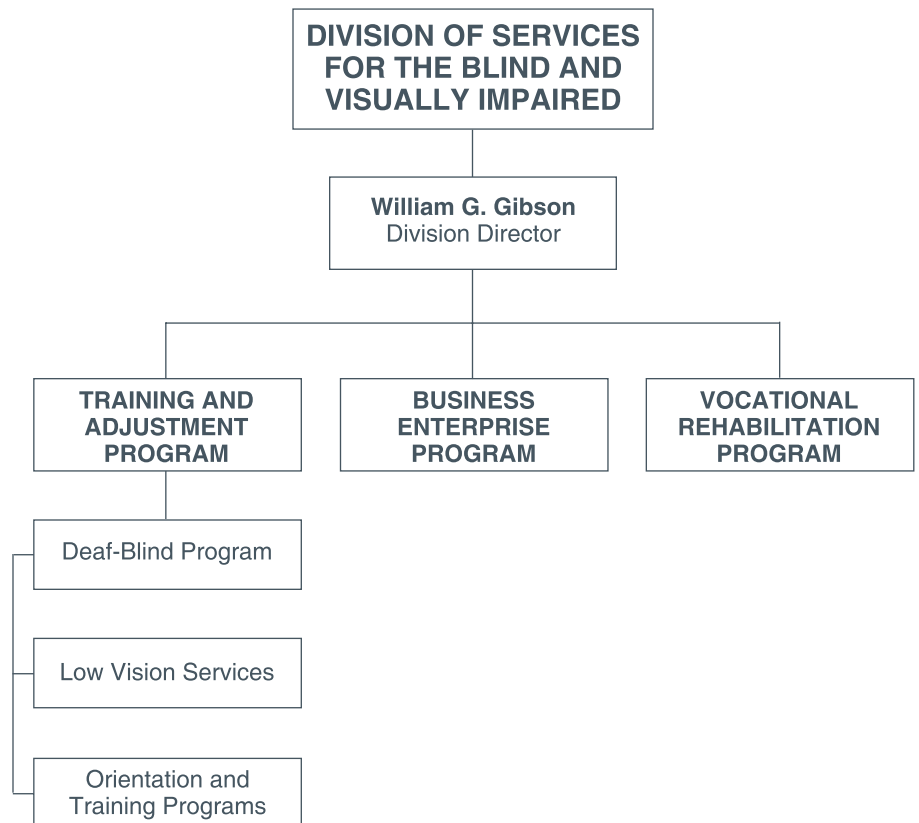 DIVISION OF SERVICES
FOR THE BLIND AND
VISUALLY IMPAIRED
William G. Gibson
Division Director
TRAINING AND
ADJUSTMENT
PROGRAM
BUSINESS
ENTERPRISE
PROGRAM
VOCATIONAL
REHABILITATION
PROGRAM
Deaf-Blind Program
Low Vision Services
Orientation and
Training Programs